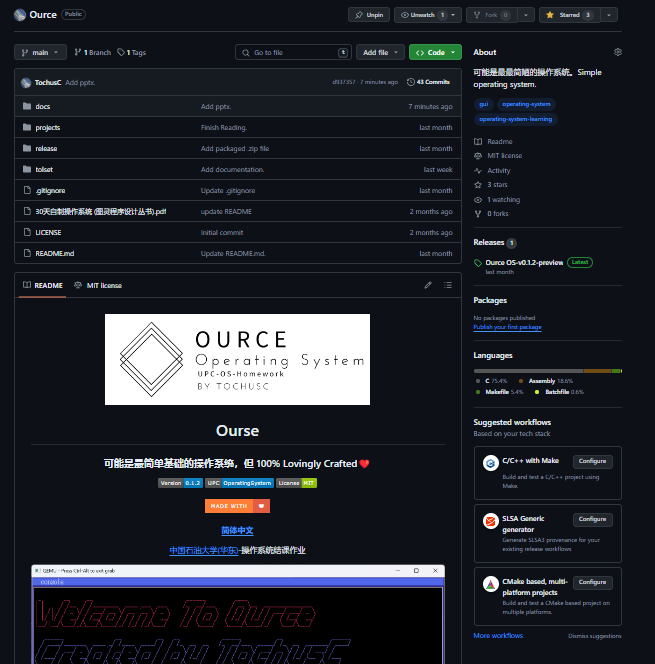 Ource Public
Unpin
Unwatch 1
Fork 0
Starred 3
main
1 Branch
1 Tags
Go to file t
Add file
Code
TochusC Add pptx.
d937357 · 7 minutes ago
43 Commits
docs Add pptx. 7 minutes ago
projects Finish Reading. last month
release Add packaged .zip file last month
tolset Add documentation. last week
.gitignore Update .gitignore last month
30天自制操作系统 (图灵程序设计丛书).pdf update README 2 months ago
LICENSE Initial commit 2 months ago
README.md Update README.md. last month
README
MIT license
OURCE
Operating System
UPC-OS-Homework
BY TOCHUSC
Ourse
可能是最简单基础的操作系统，但 100% Lovingly Crafted❤️
Version 0.1.2 UPC OperatingSystem License MIT
MADE WITH ♥
简体中文
中国石油大学(华东)-操作系统结课作业
QEMU - Press Ctrl-Alt to exit grab
console
About
可能是最最简陋的操作系统。Simple
operating system.
gui operating-system
operating-system-learning
Readme
MIT license
Activity
3 stars
1 watching
0 forks
Releases 1
Ource OS-v0.1.2-preview Latest
last month
Packages
No packages published
Publish your first package
Languages
C 75.4% Assembly 18.6%
Makefile 5.4% Batchfile 0.6%
Suggested workflows
Based on your tech stack
C/C++ with Make Configure
Build and test a C/C++ project using
Make.
SLSA Generic
generator
Configure
Generate SLSA3 provenance for your
existing release workflows
CMake based, multi-
platform projects
Configure
Build and test a CMake based project on
multiple platforms.
More workflows Dismiss suggestions